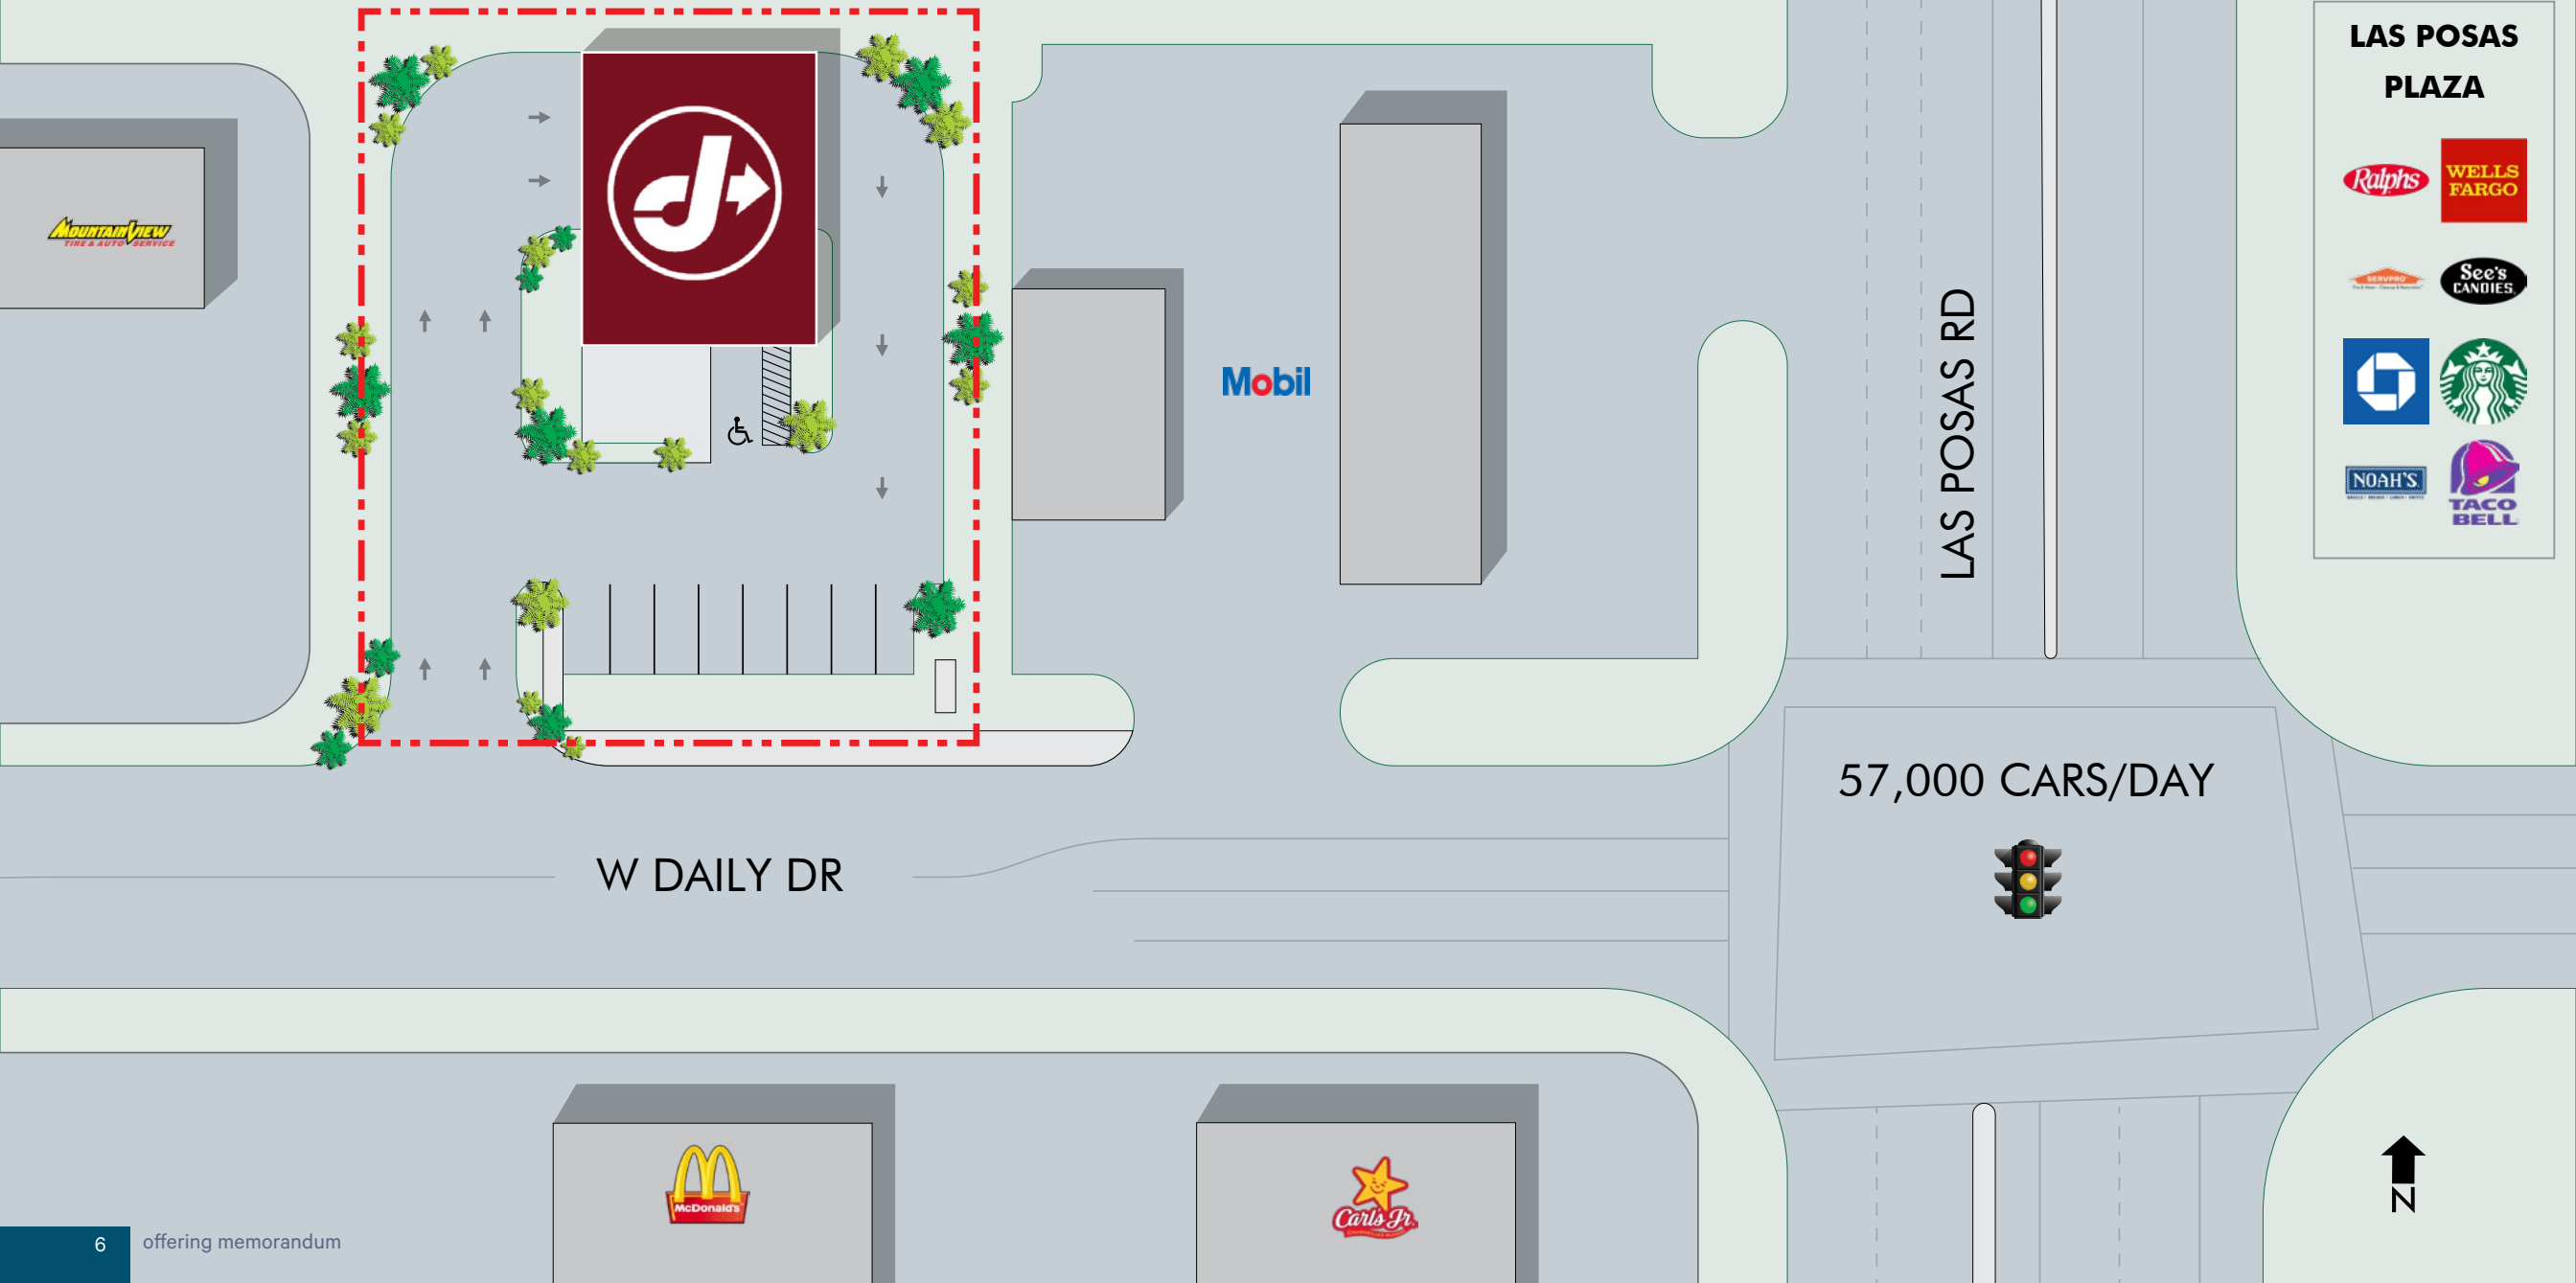 LAS POSAS
PLAZA
Ralphs
WELLS
FARGO
SERVPRO
See's
CANDIES
NOAH'S
TACO
BELL
MOUNTAIN VIEW
TIRE & AUTO SERVICE
Mobil
LAS POSAS RD
57,000 CARS/DAY
W DAILY DR
McDonald's
Carl's Jr.
N
6
offering memorandum